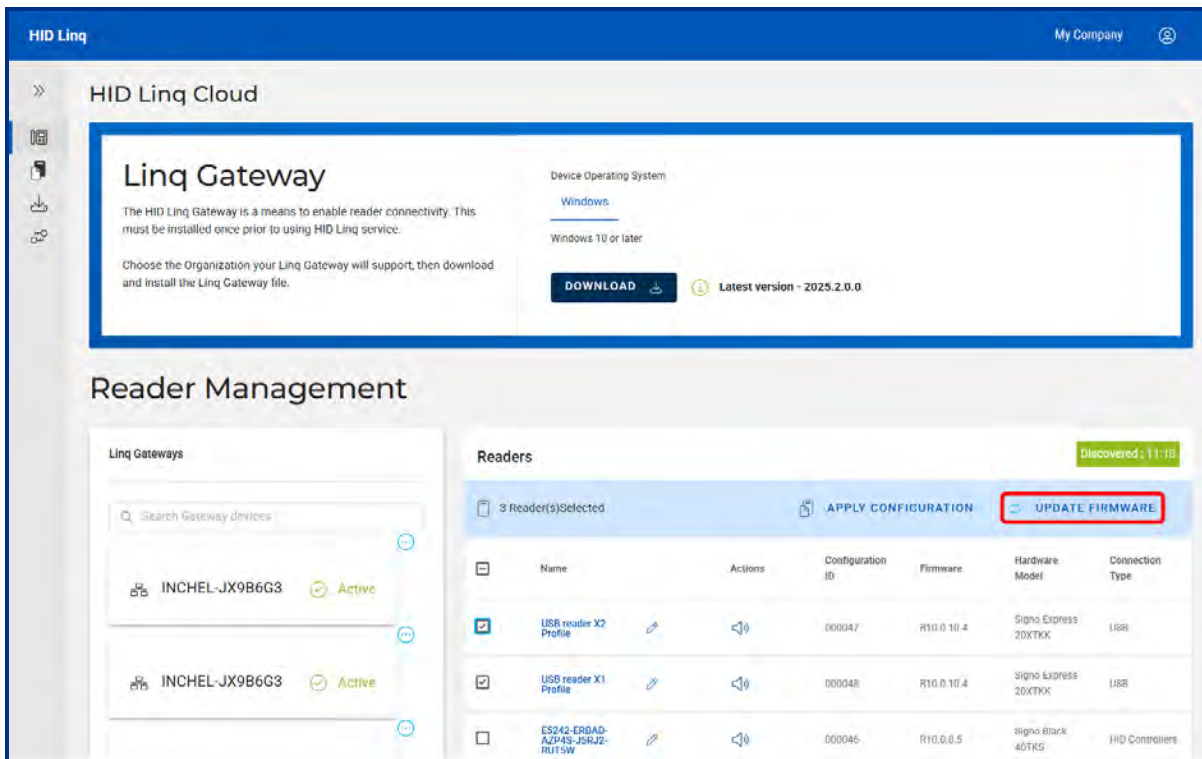 HID Linq
My Company
HID Linq Cloud
Linq Gateway
The HID Linq Gateway is a means to enable reader connectivity. This
must be installed once prior to using HID Linq service.
Choose the Organization your Linq Gateway will support, then download
and install the Linq Gateway file.
Device Operating System
Windows
Windows 10 or later
DOWNLOAD
Latest version - 2025.2.0.0
Reader Management
Linq Gateways
Search Gateway devices
INCHEL-JX9B6G3 Active
INCHEL-JX9B6G3 Active
Readers
Discovered : 11:18
3 Reader(s)Selected
APPLY CONFIGURATION
UPDATE FIRMWARE
Name Actions Configuration ID Firmware Hardware Model Connection Type
USB reader X2 Profile 000047 R10.0.10.4 Signo Express 20XTKK USB
USB reader X1 Profile 000048 R10.0.10.4 Signo Express 20XTKK USB
000046 R10.0.8.5 Signo Black 40TKS HID Controllers